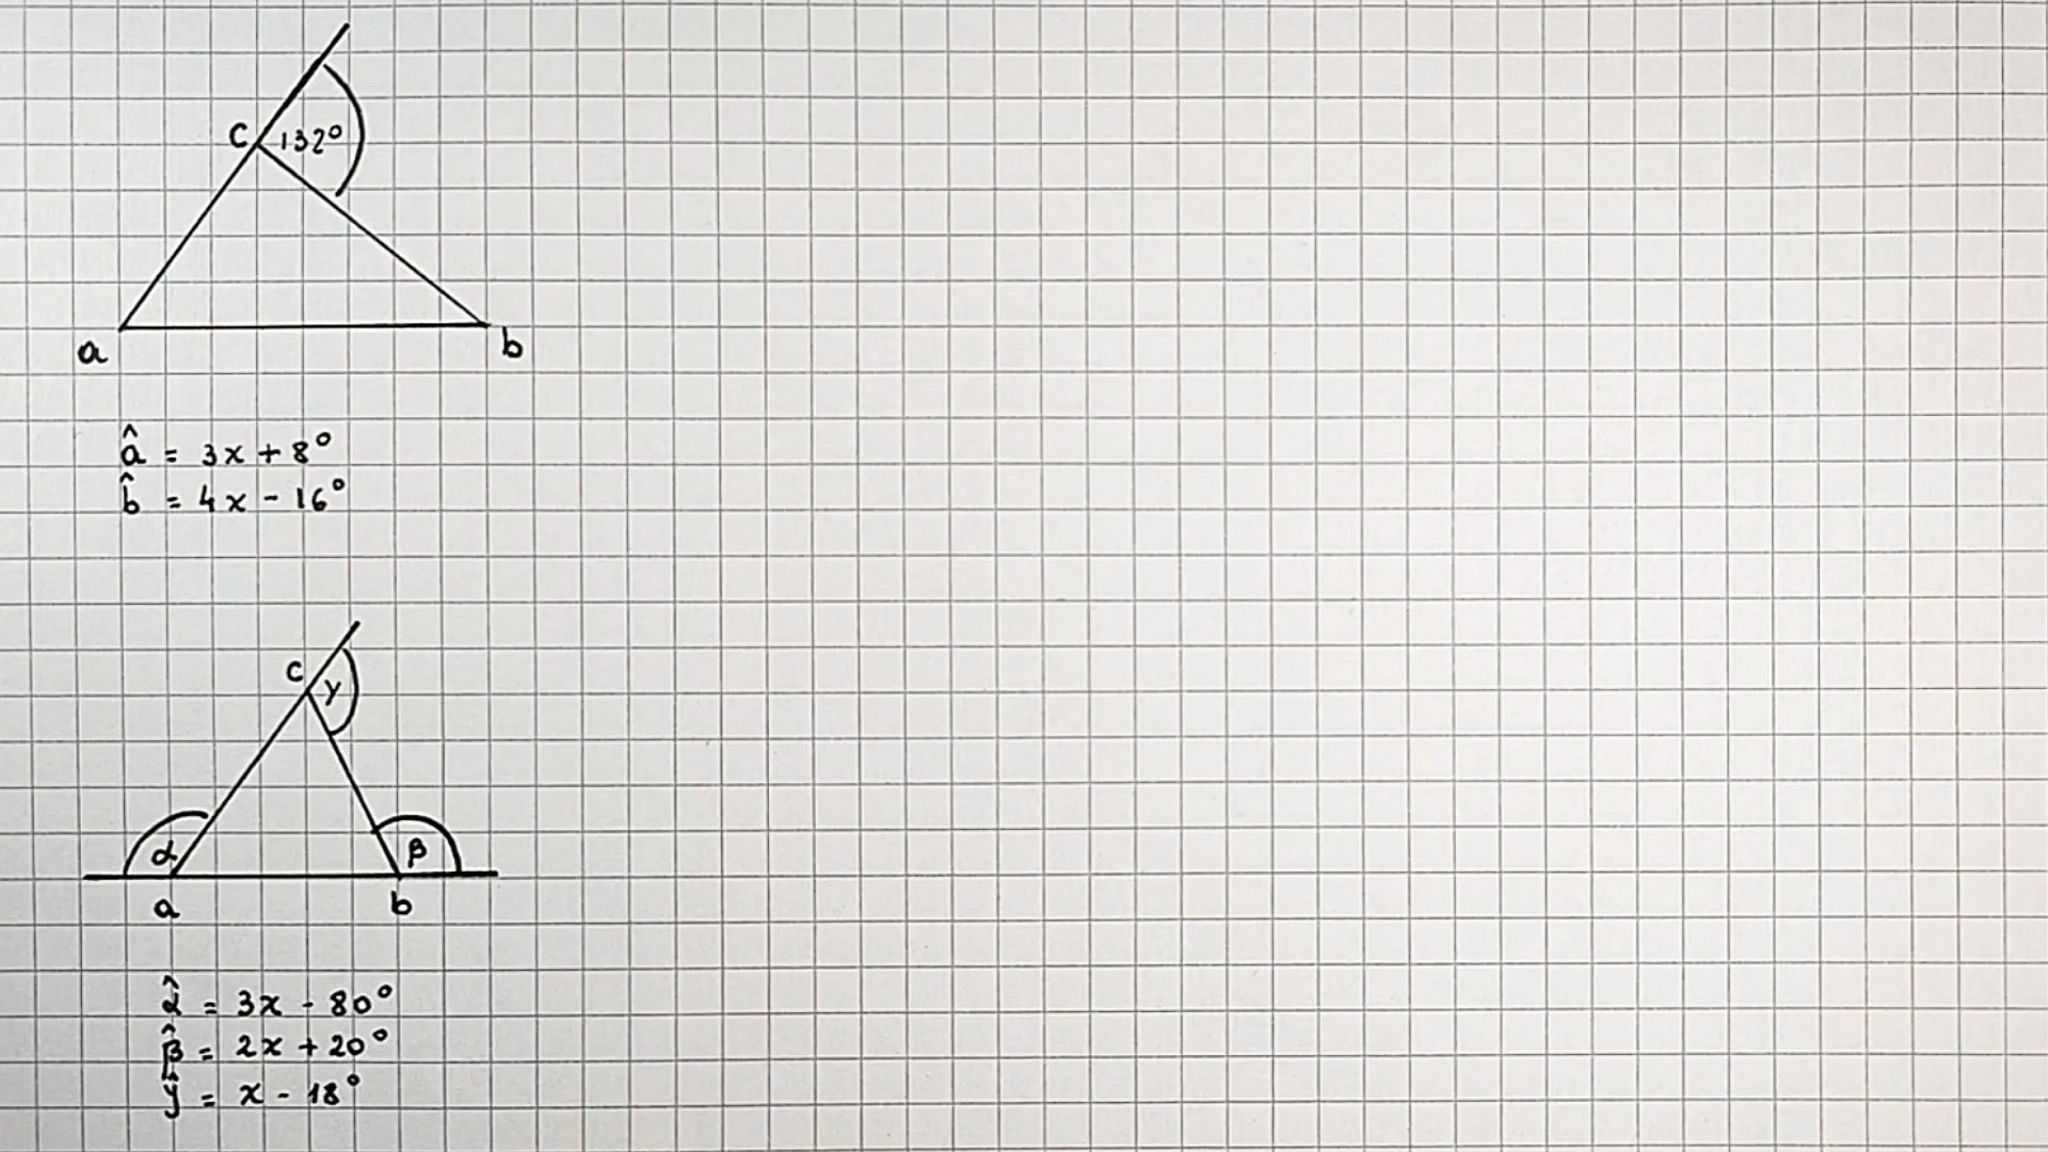 c 132°
a b
â = 3x + 8°
b̂ = 4x - 16°
c γ
α β
a b
α̂ = 3x - 80°
β̂ = 2x + 20°
γ̂ = x - 18°